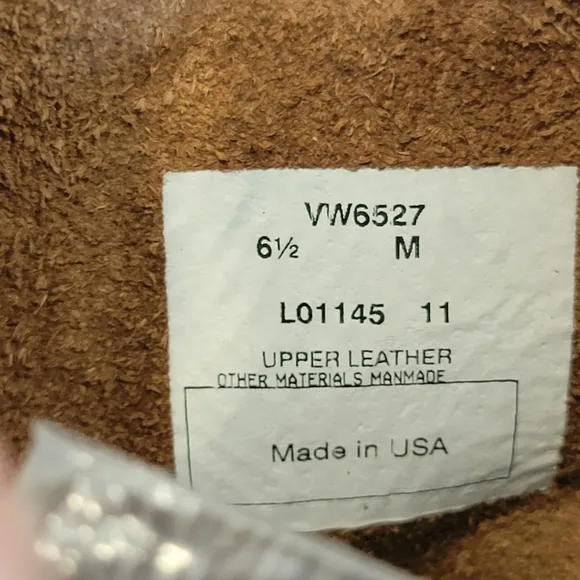 VW6527
6½ M
L01145 11
UPPER LEATHER
OTHER MATERIALS MANMADE
Made in USA